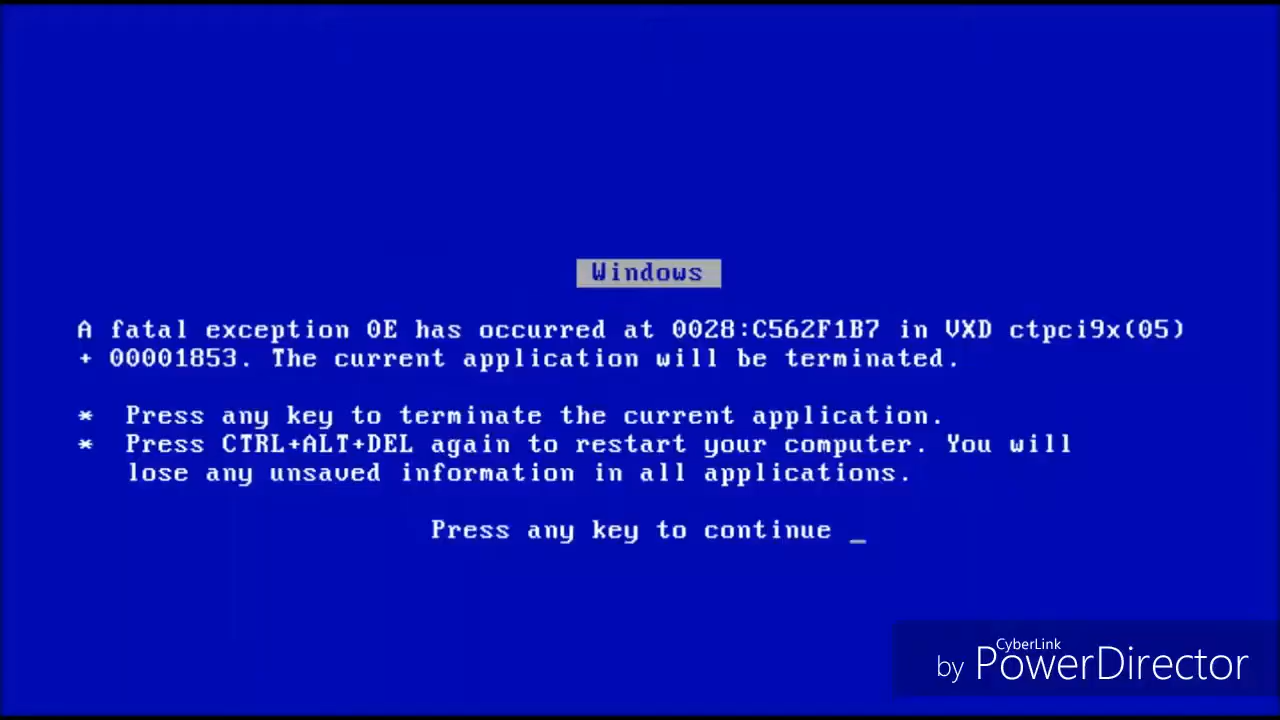 Windows
A fatal exception 0E has occurred at 0028:C562F1B7 in VXD ctpci9x(05)
+ 00001853. The current application will be terminated.
* Press any key to terminate the current application.
* Press CTRL+ALT+DEL again to restart your computer. You will
lose any unsaved information in all applications.
Press any key to continue _
CyberLink
by PowerDirector